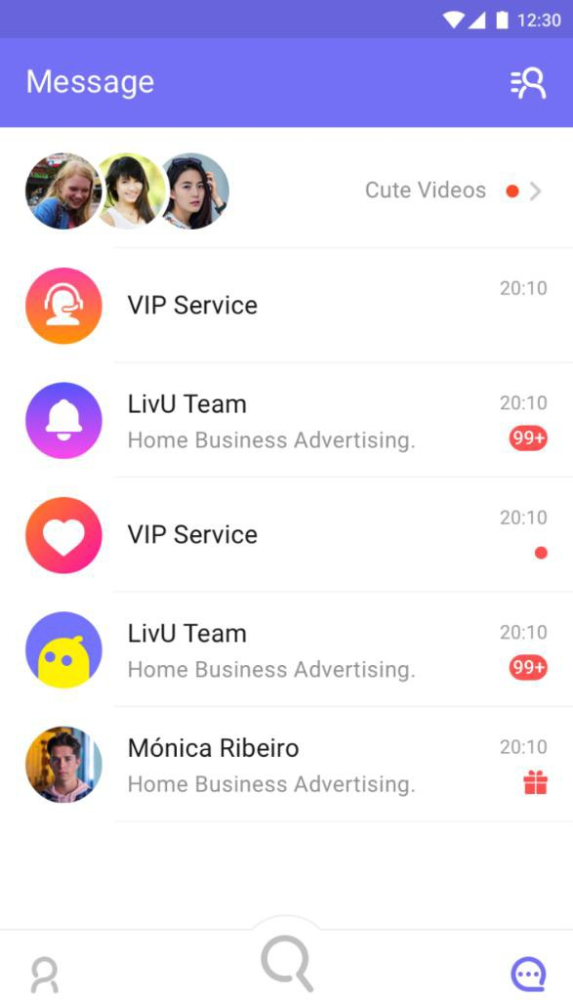 12:30
Message
Cute Videos
VIP Service
20:10
LivU Team
20:10
Home Business Advertising.
99+
VIP Service
20:10
LivU Team
20:10
Home Business Advertising.
99+
Mónica Ribeiro
20:10
Home Business Advertising.